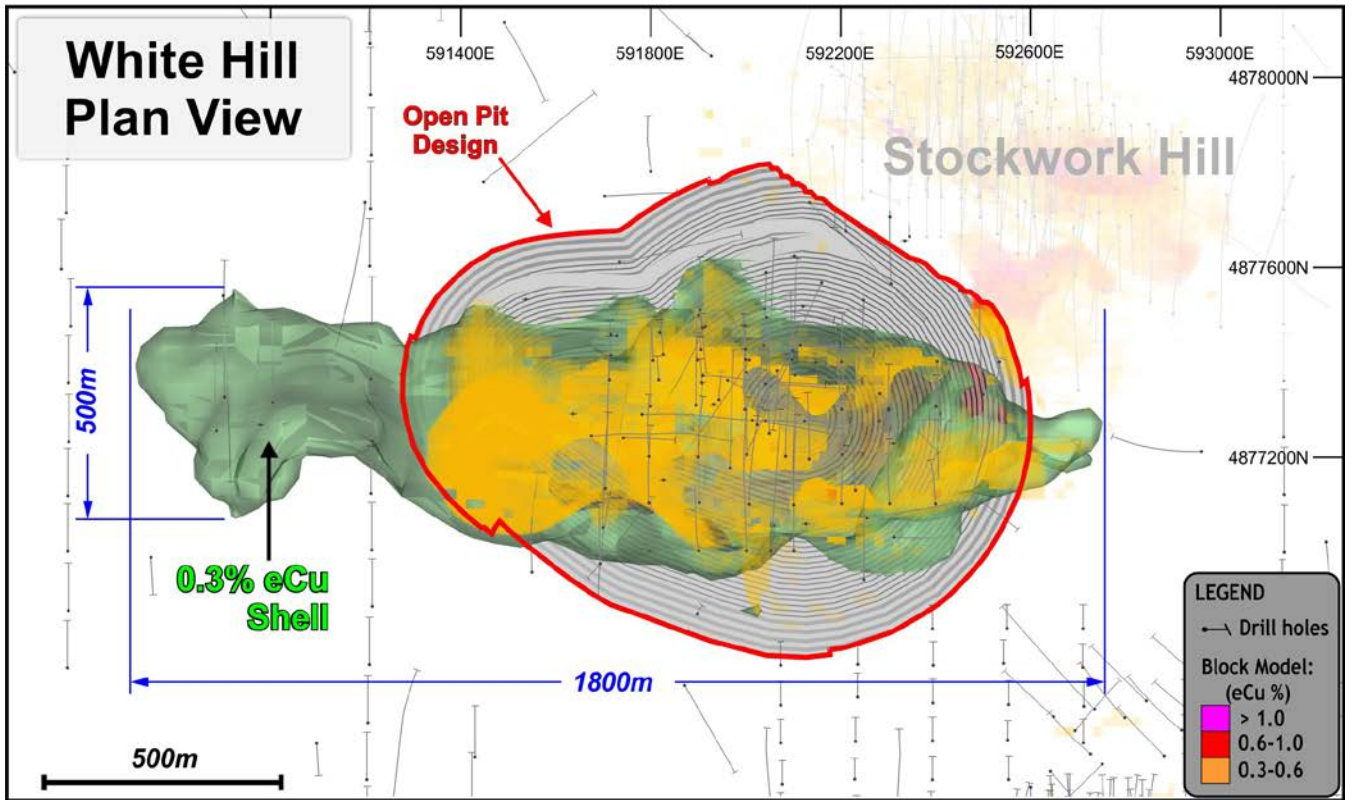 White Hill
Plan View
591400E
591800E
592200E
592600E
593000E
4878000N
Open Pit
Design
Stockwork Hill
4877600N
500m
4877200N
0.3% eCu
Shell
1800m
500m
LEGEND
Drill holes
Block Model:
(eCu %)
> 1.0
0.6-1.0
0.3-0.6